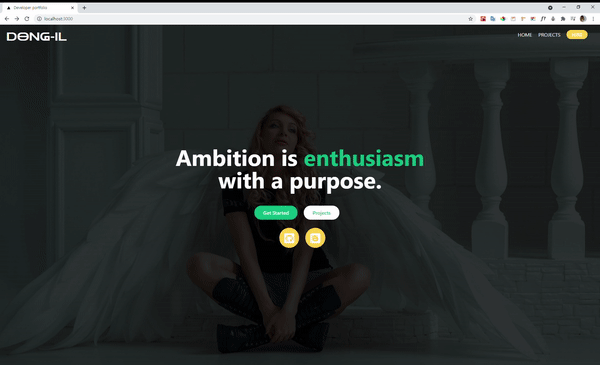 Developer portfolio
localhost:3000
DONG-IL
HOME PROJECTS
Ambition is enthusiasm
with a purpose.
Get Started Projects